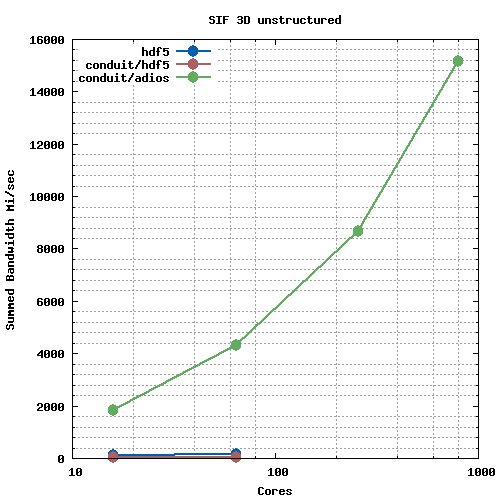 SIF 3D unstructured
hdf5
conduit/hdf5
conduit/adios
16000
14000
12000
10000
8000
6000
4000
2000
0
Summed Bandwidth Mi/sec
10
100
1000
Cores